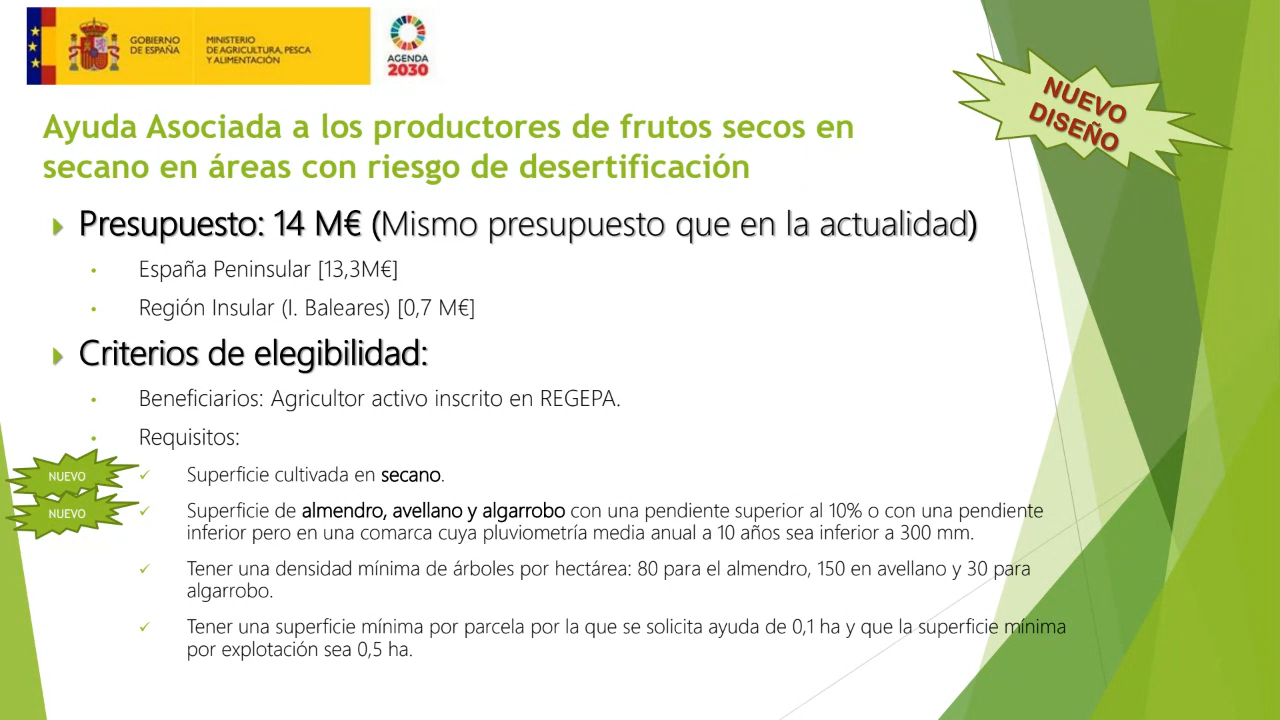 GOBIERNO
DE ESPAÑA
MINISTERIO
DE AGRICULTURA, PESCA
Y ALIMENTACIÓN
AGENDA
2030
NUEVO
DISEÑO
Ayuda Asociada a los productores de frutos secos en
secano en áreas con riesgo de desertificación
Presupuesto: 14 M€ (Mismo presupuesto que en la actualidad)
• España Peninsular [13,3M€]
• Región Insular (I. Baleares) [0,7 M€]
Criterios de elegibilidad:
• Beneficiarios: Agricultor activo inscrito en REGEPA.
• Requisitos:
NUEVO ✓ Superficie cultivada en secano.
NUEVO ✓ Superficie de almendro, avellano y algarrobo con una pendiente superior al 10% o con una pendiente
inferior pero en una comarca cuya pluviometría media anual a 10 años sea inferior a 300 mm.
✓ Tener una densidad mínima de árboles por hectárea: 80 para el almendro, 150 en avellano y 30 para
algarrobo.
✓ Tener una superficie mínima por parcela por la que se solicita ayuda de 0,1 ha y que la superficie mínima
por explotación sea 0,5 ha.